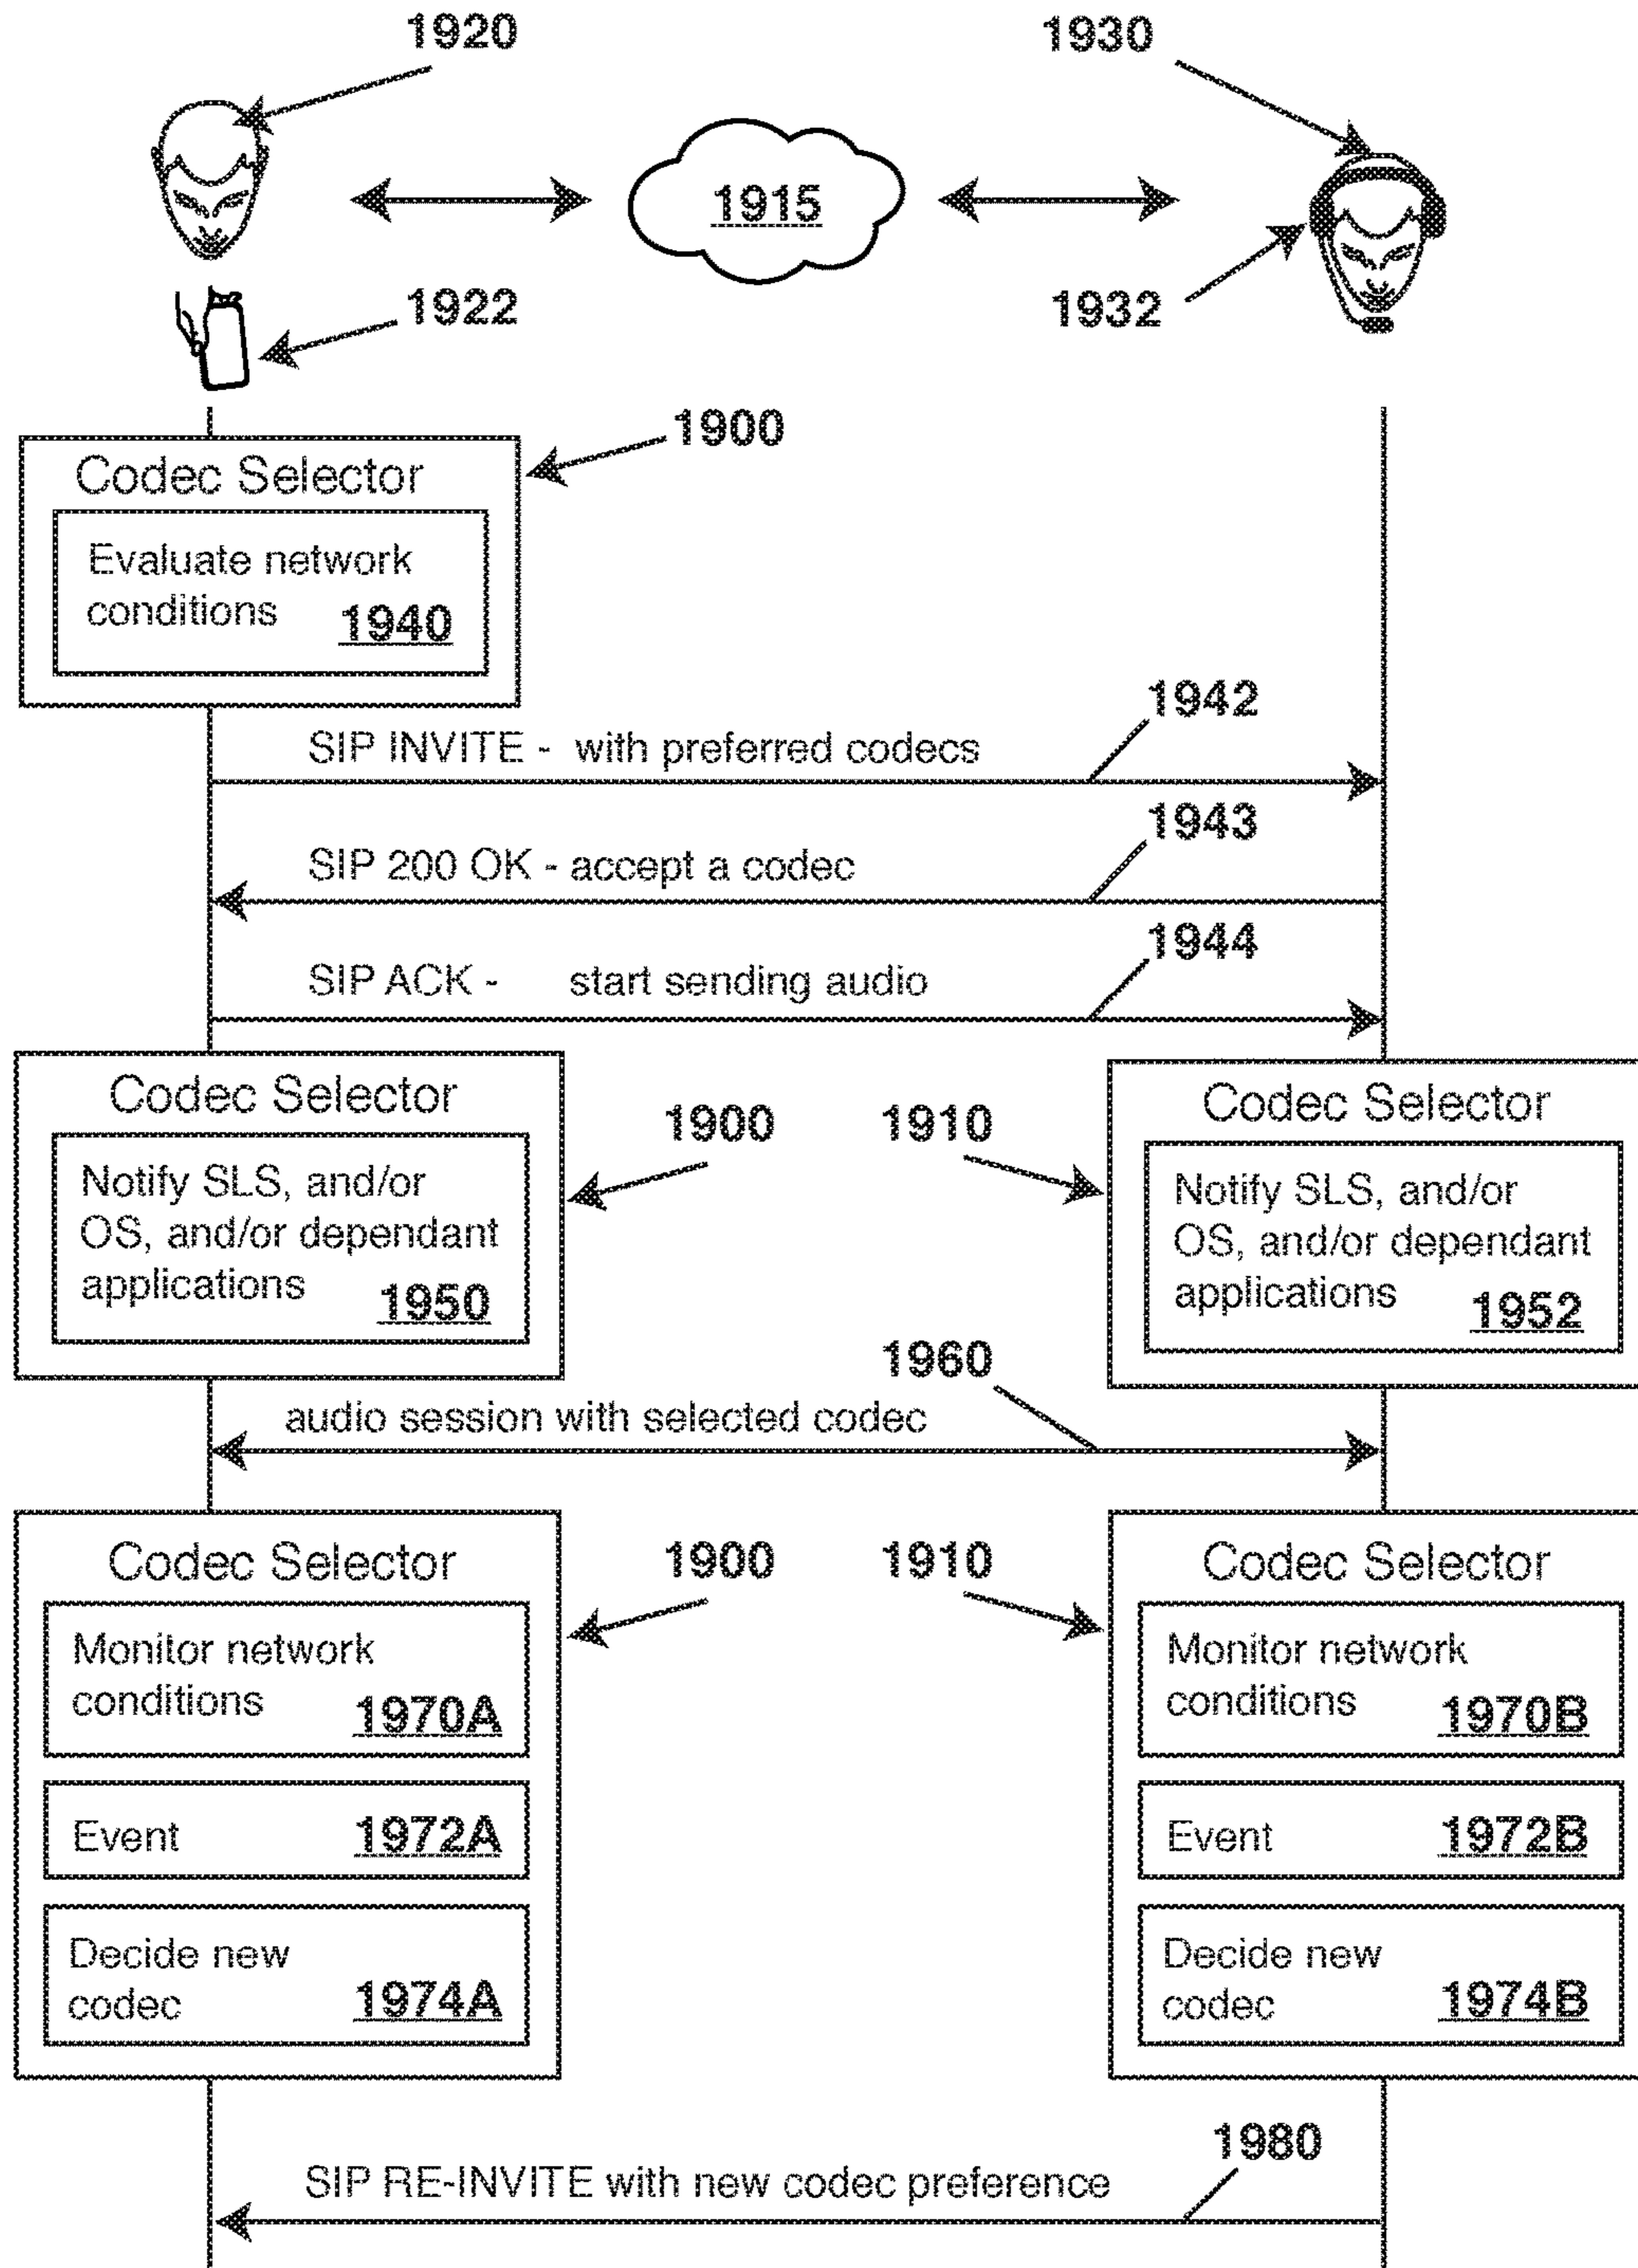 1920
1930
1915
1922
1932
1900
Codec Selector
Evaluate network
conditions
1940
1942
SIP INVITE - with preferred codecs
1943
SIP 200 OK - accept a codec
1944
SIP ACK - start sending audio
Codec Selector
Notify SLS, and/or
OS, and/or dependant
applications
1950
1900
1910
Codec Selector
Notify SLS, and/or
OS, and/or dependant
applications
1952
1960
audio session with selected codec
Codec Selector
Monitor network
conditions
1970A
Event
1972A
Decide new
codec
1974A
1900
1910
Codec Selector
Monitor network
conditions
1970B
Event
1972B
Decide new
codec
1974B
1980
SIP RE-INVITE with new codec preference